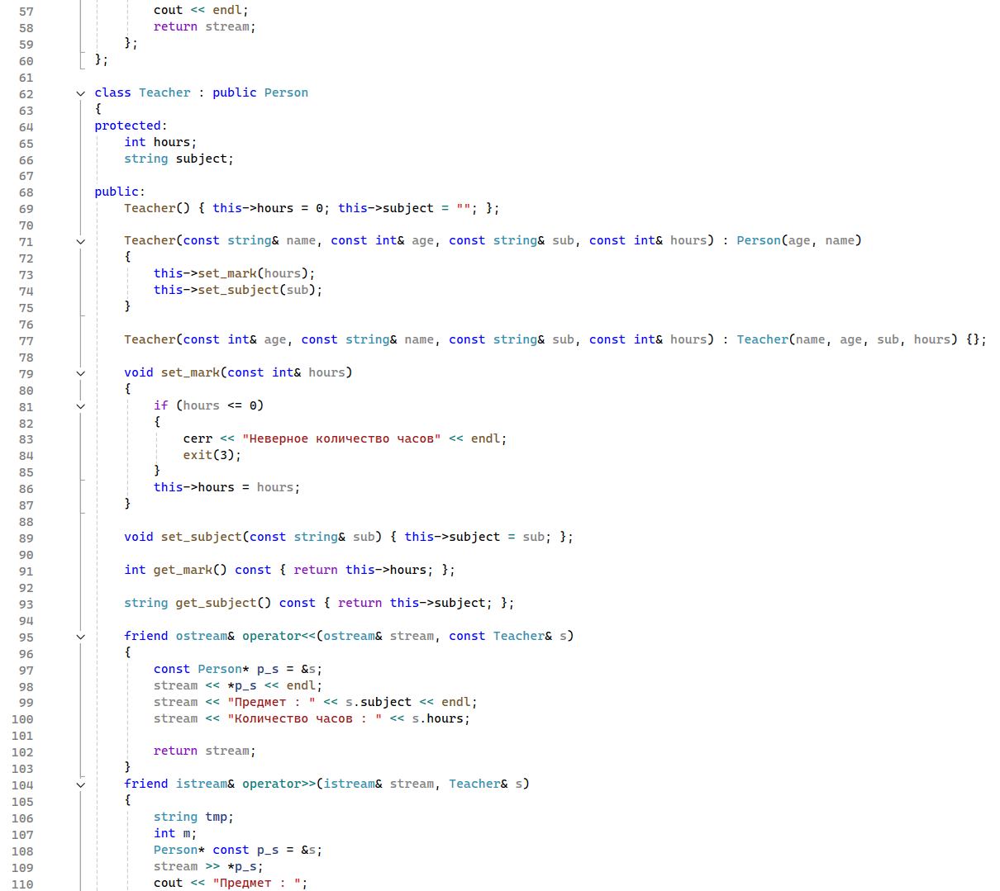 57 cout << endl;
58 return stream;
59 };
60 };
61
62 class Teacher : public Person
63 {
64 protected:
65 int hours;
66 string subject;
67
68 public:
69 Teacher() { this->hours = 0; this->subject = ""; };
70
71 Teacher(const string& name, const int& age, const string& sub, const int& hours) : Person(age, name)
72 {
73 this->set_mark(hours);
74 this->set_subject(sub);
75 }
76
77 Teacher(const int& age, const string& name, const string& sub, const int& hours) : Teacher(name, age, sub, hours) {};
78
79 void set_mark(const int& hours)
80 {
81 if (hours <= 0)
82 {
83 cerr << "Неверное количество часов" << endl;
84 exit(3);
85 }
86 this->hours = hours;
87 }
88
89 void set_subject(const string& sub) { this->subject = sub; };
90
91 int get_mark() const { return this->hours; };
92
93 string get_subject() const { return this->subject; };
94
95 friend ostream& operator<<(ostream& stream, const Teacher& s)
96 {
97 const Person* p_s = &s;
98 stream << *p_s << endl;
99 stream << "Предмет : " << s.subject << endl;
100 stream << "Количество часов : " << s.hours;
101
102 return stream;
103 }
104 friend istream& operator>>(istream& stream, Teacher& s)
105 {
106 string tmp;
107 int m;
108 Person* const p_s = &s;
109 stream >> *p_s;
110 cout << "Предмет : ";